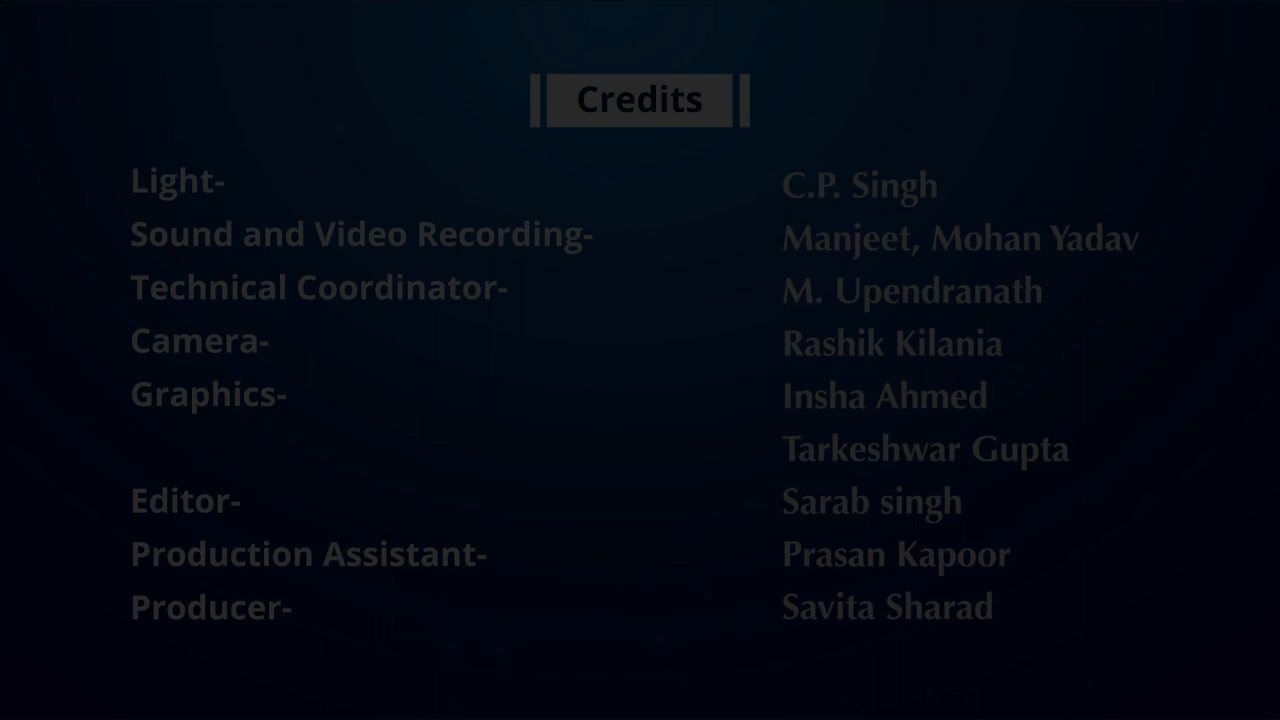 Credits
Light- C.P. Singh
Sound and Video Recording- Manjeet, Mohan Yadav
Technical Coordinator- M. Upendranath
Camera- Rashik Kilania
Graphics- Insha Ahmed
Tarkeshwar Gupta
Editor- Sarab singh
Production Assistant- Prasan Kapoor
Producer- Savita Sharad